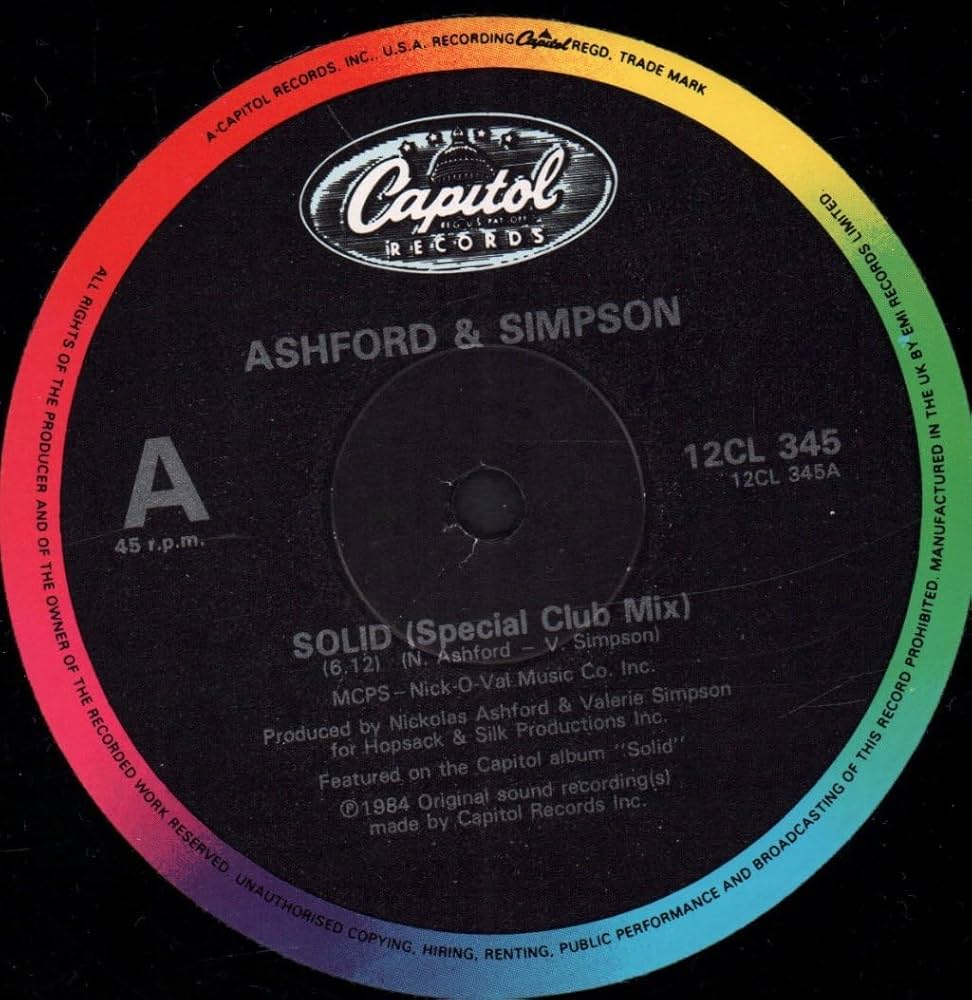 A-CAPITOL RECORDS, INC., U.S.A. RECORDING Capitol REGD. TRADE MARK
Capitol
REG. U.S. PAT. OFF.
RECORDS
ASHFORD & SIMPSON
A
45 r.p.m.
12CL 345
12CL 345A
SOLID (Special Club Mix)
(6.12) (N. Ashford – V. Simpson)
MCPS – Nick-O-Val Music Co. Inc.
Produced by Nickolas Ashford & Valerie Simpson
for Hopsack & Silk Productions Inc.
Featured on the Capitol album "Solid"
℗1984 Original sound recording(s)
made by Capitol Records Inc.
ALL RIGHTS OF THE PRODUCER AND OF THE OWNER OF THE RECORDED WORK RESERVED. UNAUTHORISED COPYING, HIRING, RENTING, PUBLIC PERFORMANCE AND BROADCASTING OF THIS RECORD PROHIBITED. MANUFACTURED IN THE UK BY EMI RECORDS LIMITED.